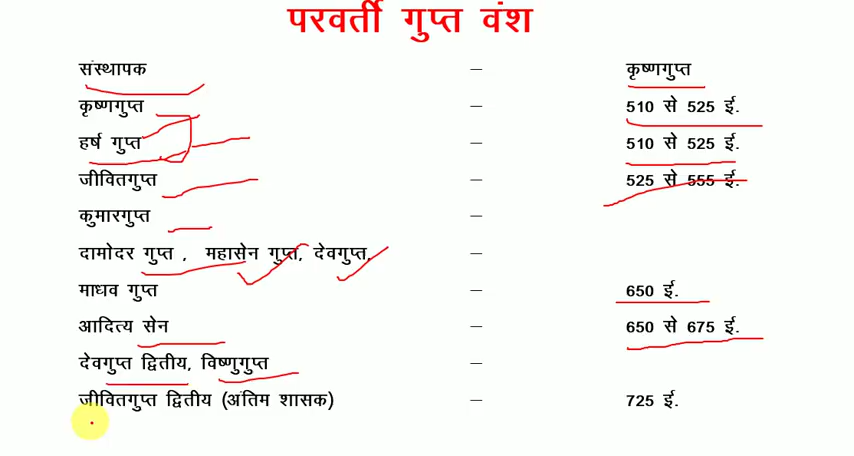 परवर्ती गुप्त वंश
संस्थापक – कृष्णगुप्त
कृष्णगुप्त – 510 से 525 ई.
हर्ष गुप्त – 510 से 525 ई.
जीवितगुप्त – 525 से 555 ई.
कुमारगुप्त –
दामोदर गुप्त , महासेन गुप्त, देवगुप्त, –
माधव गुप्त – 650 ई.
आदित्य सेन – 650 से 675 ई.
देवगुप्त द्वितीय, विष्णुगुप्त –
जीवितगुप्त द्वितीय (अंतिम शासक) – 725 ई.